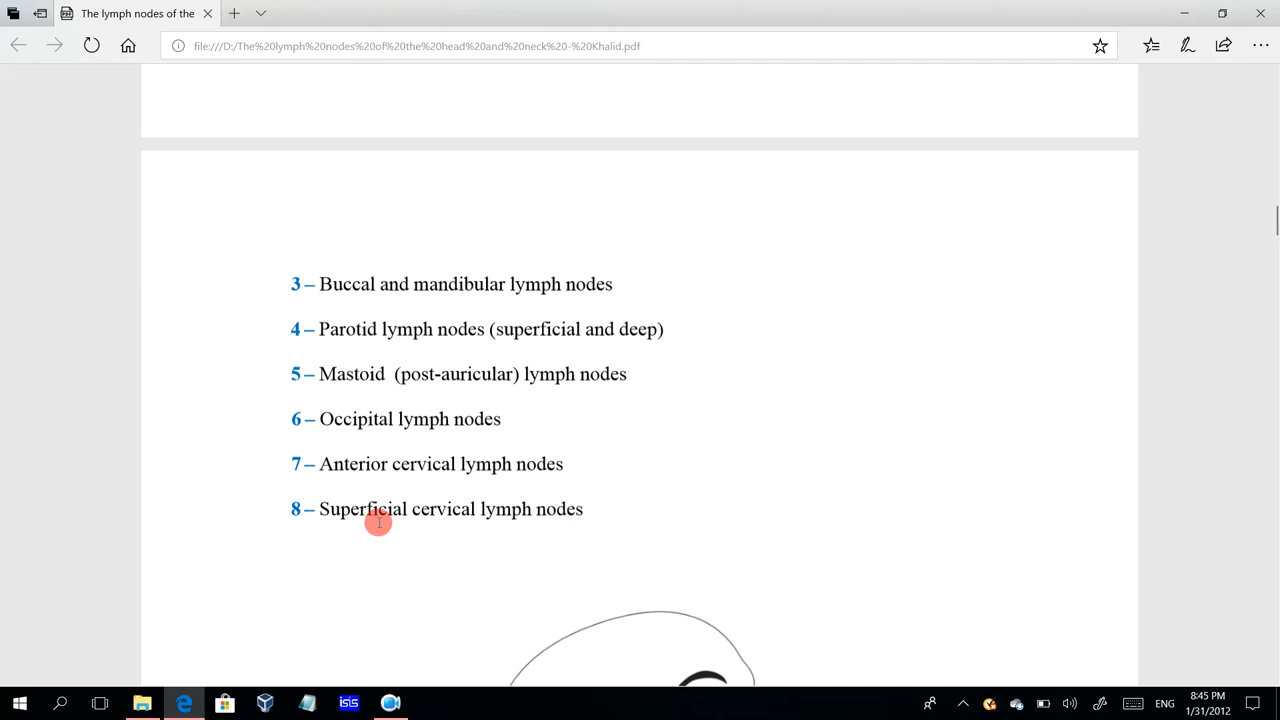 The lymph nodes of the
file:///D:/The%20lymph%20nodes%20of%20the%20head%20and%20neck%20-%20Khalid.pdf
3 – Buccal and mandibular lymph nodes
4 – Parotid lymph nodes (superficial and deep)
5 – Mastoid  (post-auricular) lymph nodes
6 – Occipital lymph nodes
7 – Anterior cervical lymph nodes
8 – Superficial cervical lymph nodes
isis
ENG
8:45 PM
1/31/2012